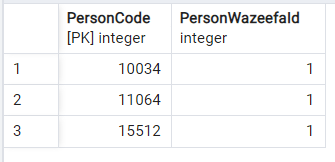 PersonCode PersonWazeefaId
[PK] integer integer
1 10034 1
2 11064 1
3 15512 1